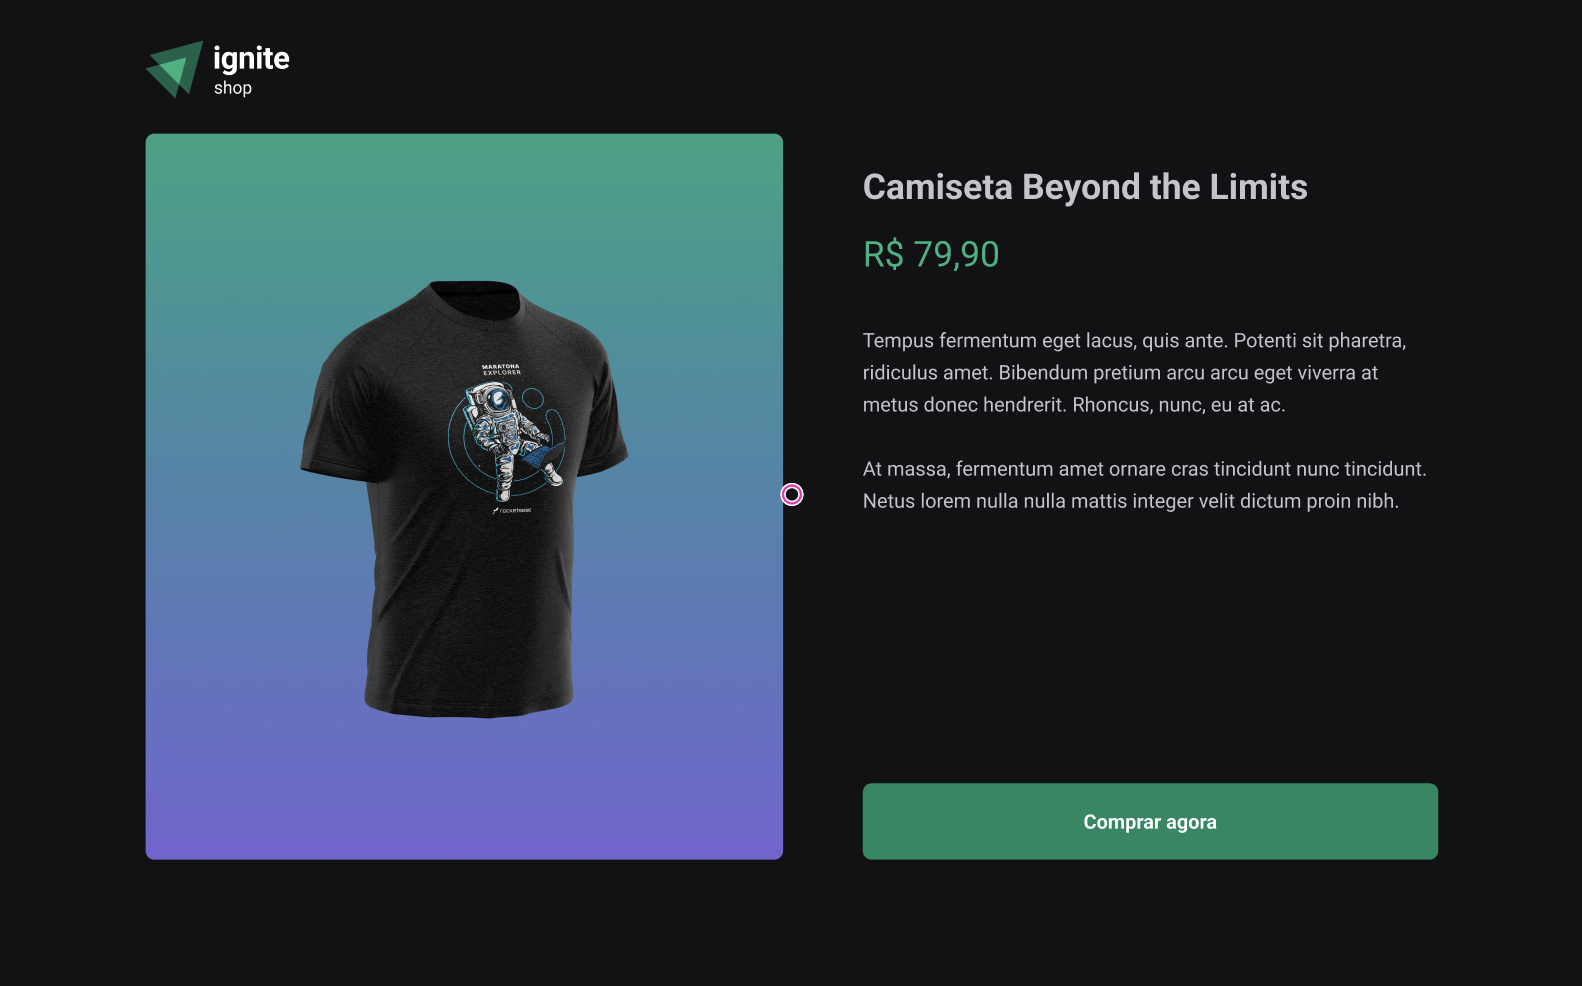 ignite
shop
Camiseta Beyond the Limits
R$ 79,90
MARATONA
EXPLORER
rocketseat
Tempus fermentum eget lacus, quis ante. Potenti sit pharetra,
ridiculus amet. Bibendum pretium arcu arcu eget viverra at
metus donec hendrerit. Rhoncus, nunc, eu at ac.
At massa, fermentum amet ornare cras tincidunt nunc tincidunt.
Netus lorem nulla nulla mattis integer velit dictum proin nibh.
Comprar agora